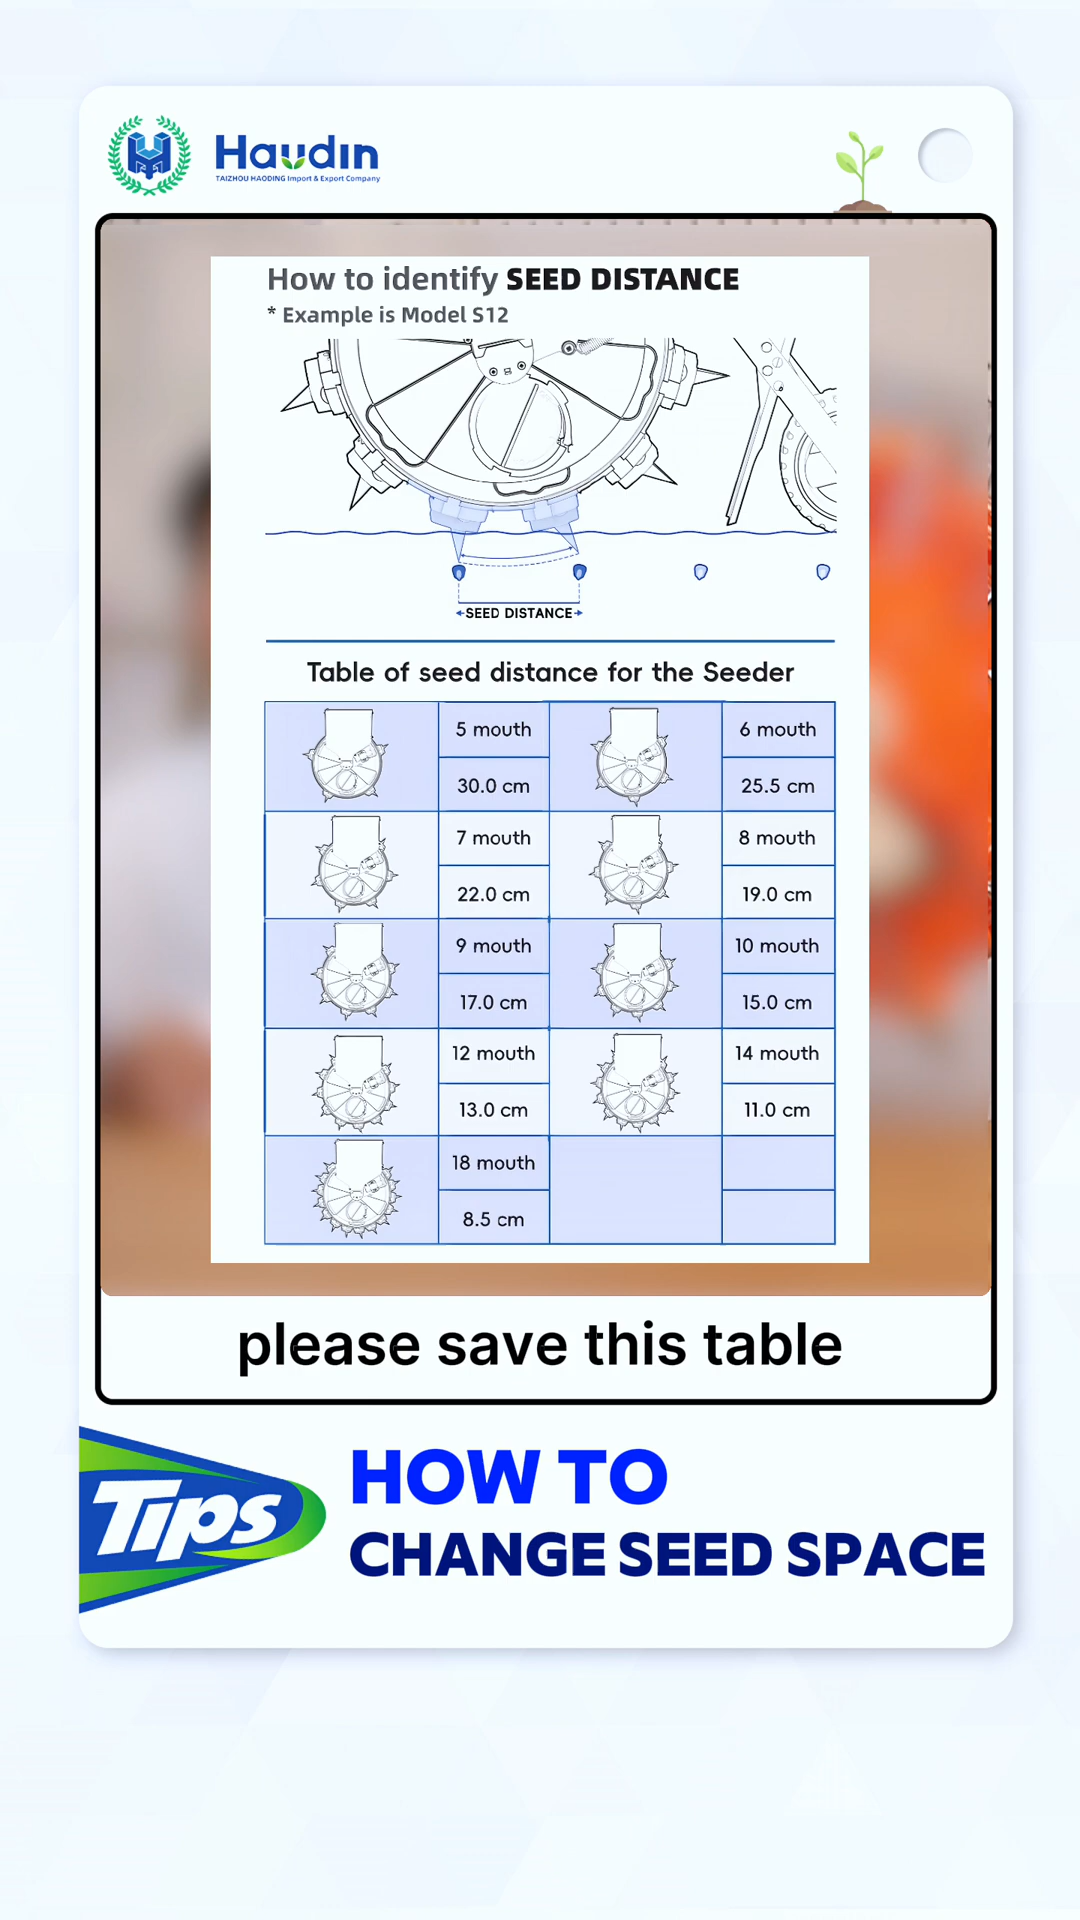 Haudin
TAIZHOU HAODING Import & Export Company
How to identify SEED DISTANCE
* Example is Model S12
SEED DISTANCE
Table of seed distance for the Seeder
5 mouth
6 mouth
30.0 cm
25.5 cm
7 mouth
8 mouth
22.0 cm
19.0 cm
9 mouth
10 mouth
17.0 cm
15.0 cm
12 mouth
14 mouth
13.0 cm
11.0 cm
18 mouth
8.5 cm
please save this table
Tips
HOW TO
CHANGE SEED SPACE